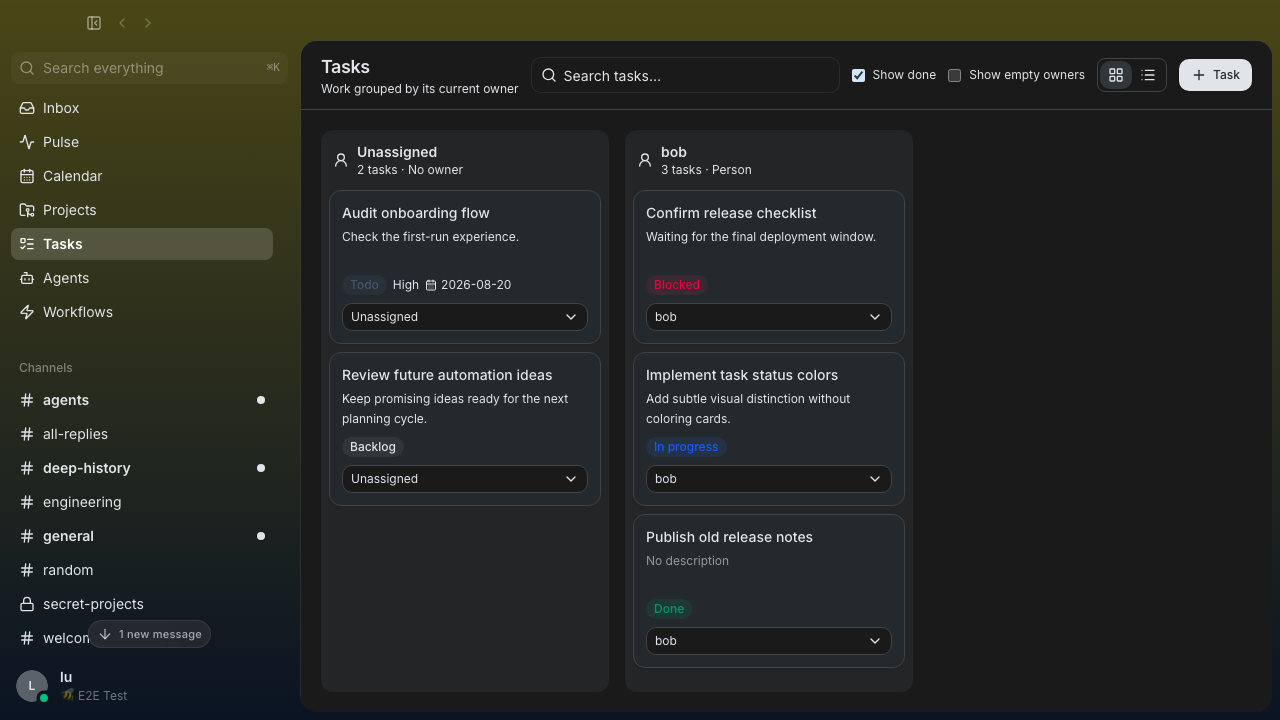 Search everything
⌘K
Inbox
Pulse
Calendar
Projects
Tasks
Agents
Workflows
Channels
agents
all-replies
deep-history
engineering
general
random
secret-projects
welcom
1 new message
L
lu
E2E Test
Tasks
Work grouped by its current owner
Search tasks...
Show done
Show empty owners
Task
Unassigned
2 tasks · No owner
Audit onboarding flow
Check the first-run experience.
Todo High 2026-08-20
Unassigned
Review future automation ideas
Keep promising ideas ready for the next
planning cycle.
Backlog
Unassigned
bob
3 tasks · Person
Confirm release checklist
Waiting for the final deployment window.
Blocked
bob
Implement task status colors
Add subtle visual distinction without
coloring cards.
In progress
bob
Publish old release notes
No description
Done
bob